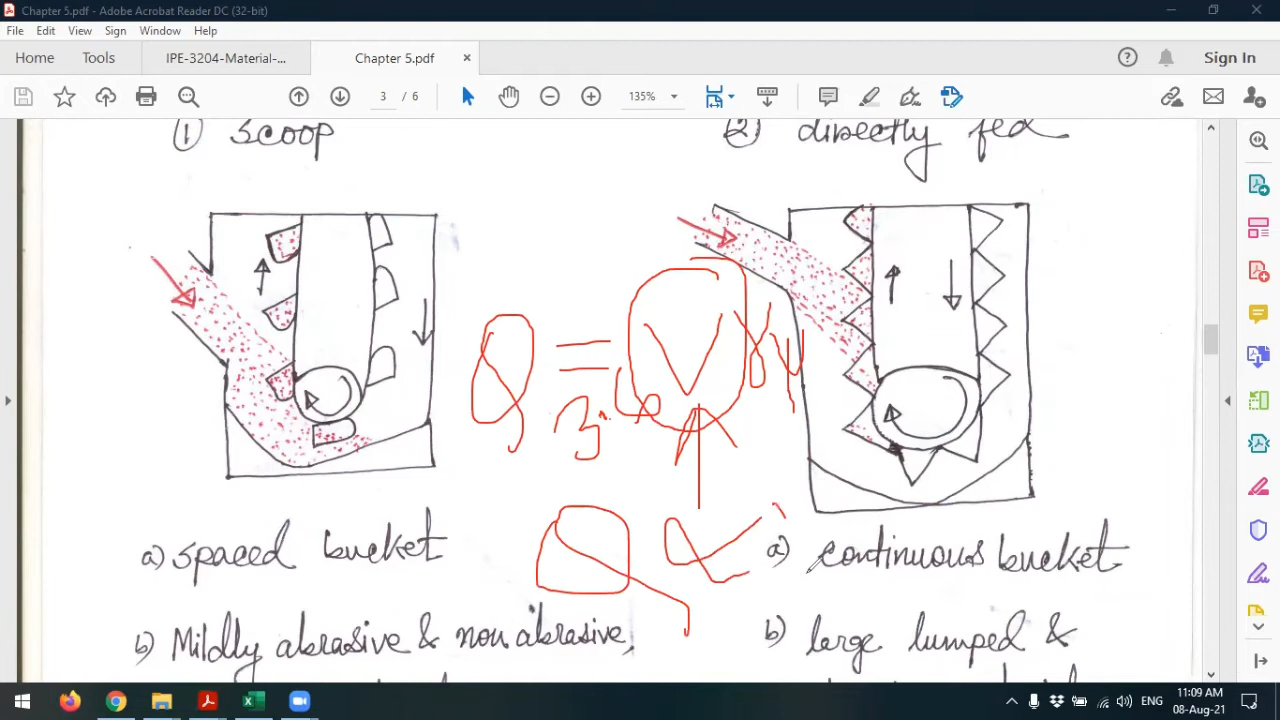 Chapter 5.pdf - Adobe Acrobat Reader DC (32-bit)
File Edit View Sign Window Help
Home Tools IPE-3204-Material-... Chapter 5.pdf × Sign In
3 / 6 135%
① scoop
② directly fed
Q = V
a) spaced bucket
a) continuous bucket
b) Mildly abrasive & non abrasive,
b) large lumped &
ENG
11:09 AM
08-Aug-21